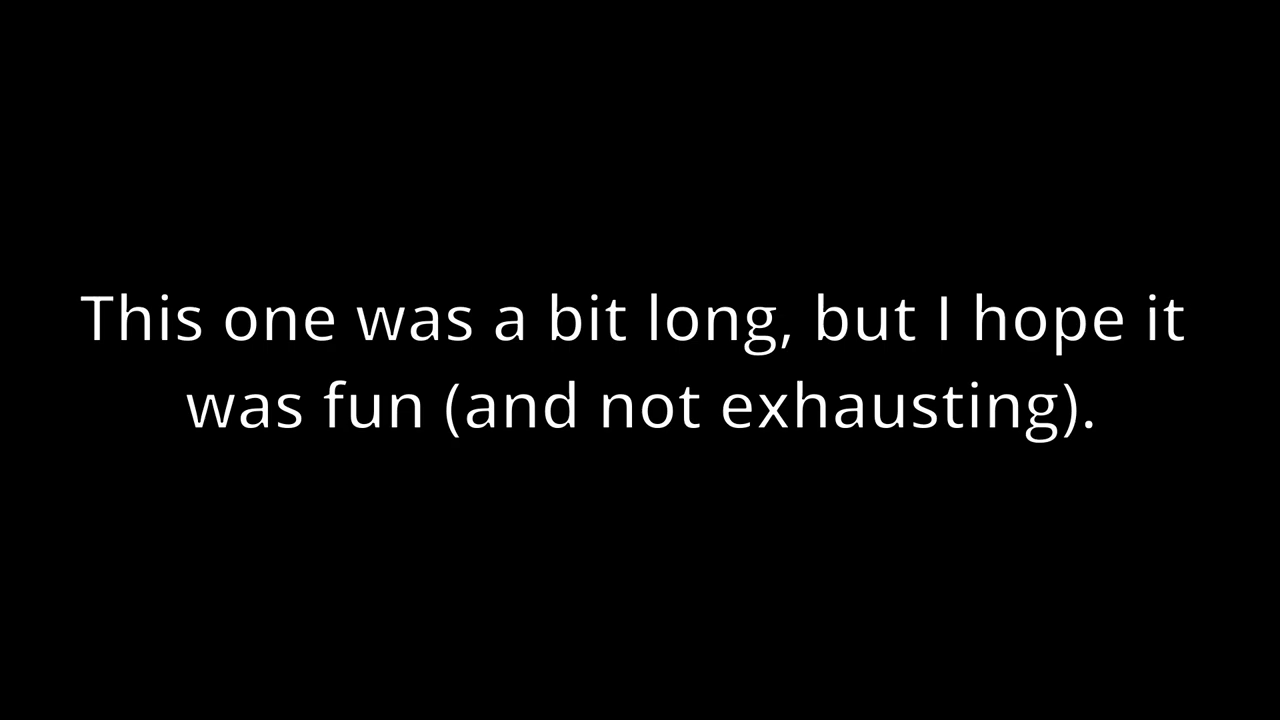 This one was a bit long, but I hope it
was fun (and not exhausting).